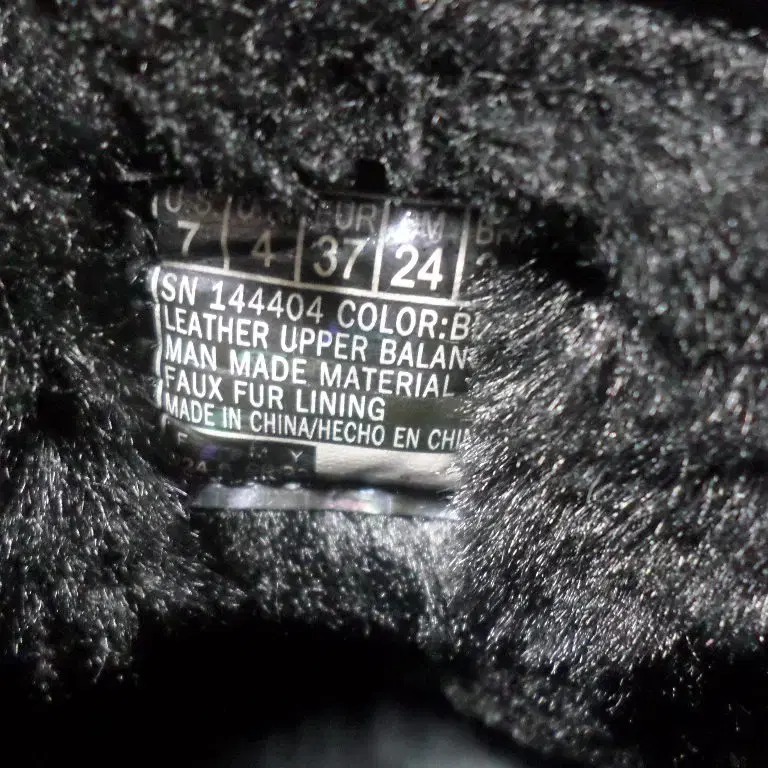 U.S. EUR CM BR
7 4 37 24
SN 144404 COLOR:B
LEATHER UPPER BALAN
MAN MADE MATERIAL
FAUX FUR LINING
MADE IN CHINA/HECHO EN CHI